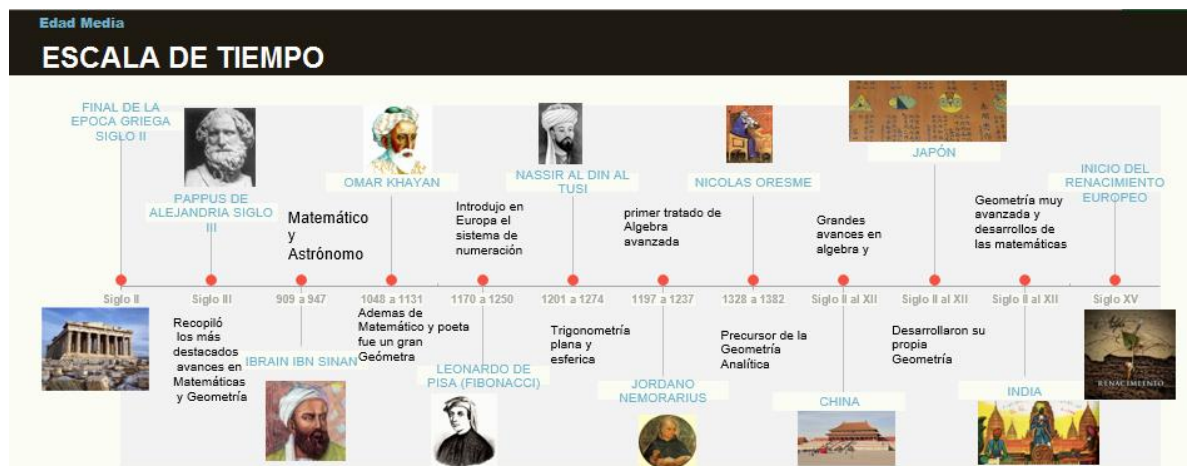 Edad Media
ESCALA DE TIEMPO
FINAL DE LA
EPOCA GRIEGA
SIGLO II
Siglo II
PAPPUS DE
ALEJANDRIA SIGLO
III
Siglo III
Recopiló
los más
destacados
avances en
Matemáticas
y Geometría
Matemático
y
Astrónomo
909 a 947
IBRAIN IBN SINAN
OMAR KHAYAN
1048 a 1131
Ademas de
Matemático y poeta
fue un gran
Geómetra
Introdujo en
Europa el
sistema de
numeración
1170 a 1250
LEONARDO DE
PISA (FIBONACCI)
NASSIR AL DIN AL
TUSI
1201 a 1274
Trigonometría
plana y
esferica
primer tratado de
Algebra
avanzada
1197 a 1237
JORDANO
NEMORARIUS
NICOLAS ORESME
1328 a 1382
Precursor de la
Geometría
Analítica
Grandes
avances en
algebra y
Siglo II al XII
CHINA
JAPÓN
Siglo II al XII
Desarrollaron su
propia
Geometría
Geometría muy
avanzada y
desarrollos de
las matemáticas
Siglo II al XII
INDIA
INICIO DEL
RENACIMIENTO
EUROPEO
Siglo XV
RENACIMIENTO